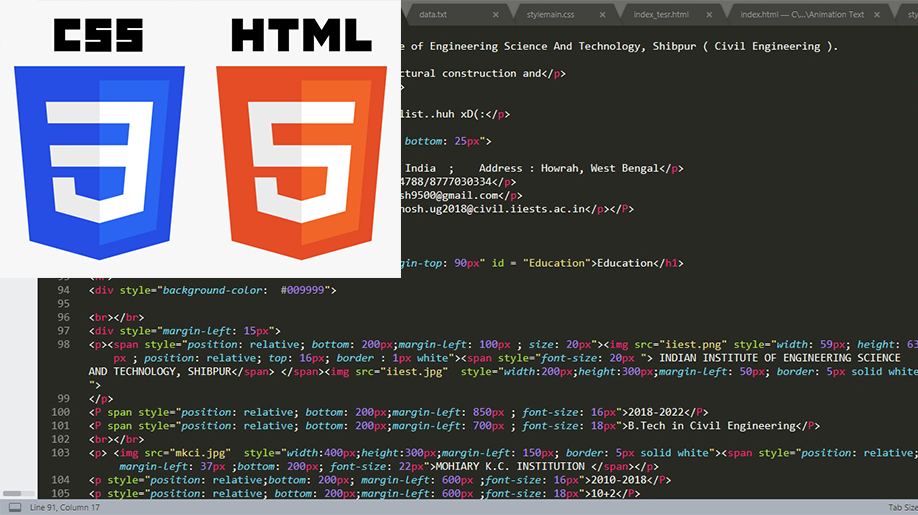 CSS HTML
3 5
data.txt × stylemain.css × index_tesr.html × index.html — C\...\Animation Text ×
e of Engineering Science And Technology, Shibpur ( Civil Engineering ).
ctural construction and</p>
>
list..huh xD(:</p>
bottom: 25px">
India ; Address : Howrah, West Bengal</p>
4788/8777030334</p>
sh9500@gmail.com</p>
hosh.ug2018@civil.iiests.ac.in</p></P>
gin-top: 90px" id = "Education">Education</h1>
94 <div style="background-color: #009999">
95
96 <br></br>
97 <div style="margin-left: 15px">
98 <p><span style="position: relative; bottom: 200px;margin-left: 100px ; size: 20px"><img src="iiest.png" style="width: 59px; height: 63
px ; position: relative; top: 16px; border : 1px white"><span style="font-size: 20px "> INDIAN INSTITUTE OF ENGINEERING SCIENCE
AND TECHNOLOGY, SHIBPUR</span> </span><img src="iiest.jpg" style="width:200px;height:300px;margin-left: 50px; border: 5px solid white
">
99 </p>
100 <P span style="position: relative; bottom: 200px;margin-left: 850px ; font-size: 16px">2018-2022</P>
101 <P span style="position: relative; bottom: 200px;margin-left: 700px ; font-size: 18px">B.Tech in Civil Engineering</P>
102 <br></br>
103 <p> <img src="mkci.jpg" style="width:400px;height:300px;margin-left: 150px; border: 5px solid white"><span style="position: relative;
margin-left: 37px ;bottom: 200px; font-size: 22px">MOHIARY K.C. INSTITUTION </span></p>
104 <p style="position: relative;bottom: 200px; margin-left: 600px ;font-size: 16px">2010-2018</P>
105 <p style="position: relative; bottom: 200px;margin-left: 600px ;font-size: 18px">10+2</P>
Line 91, Column 17 Tab Size